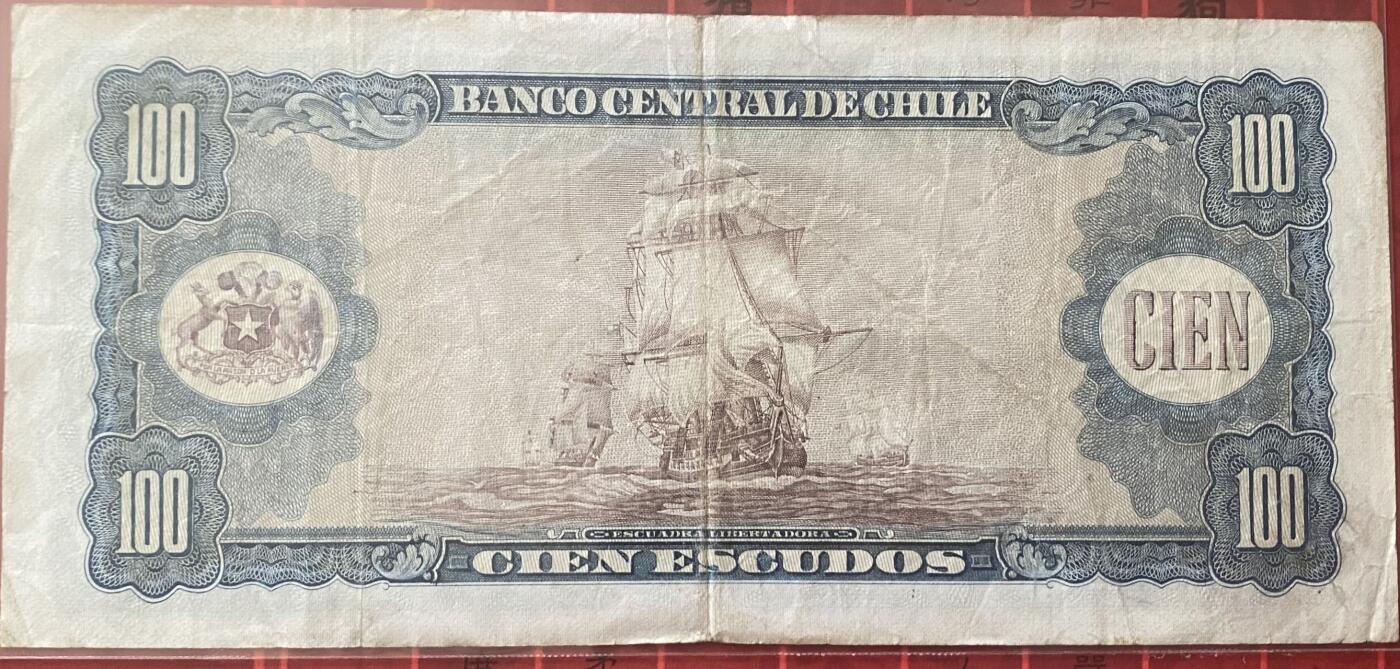 BANCO CENTRAL DE CHILE
100
100
CIEN
100
100
ESCUADRA LIBERTADORA
CIEN ESCUDOS